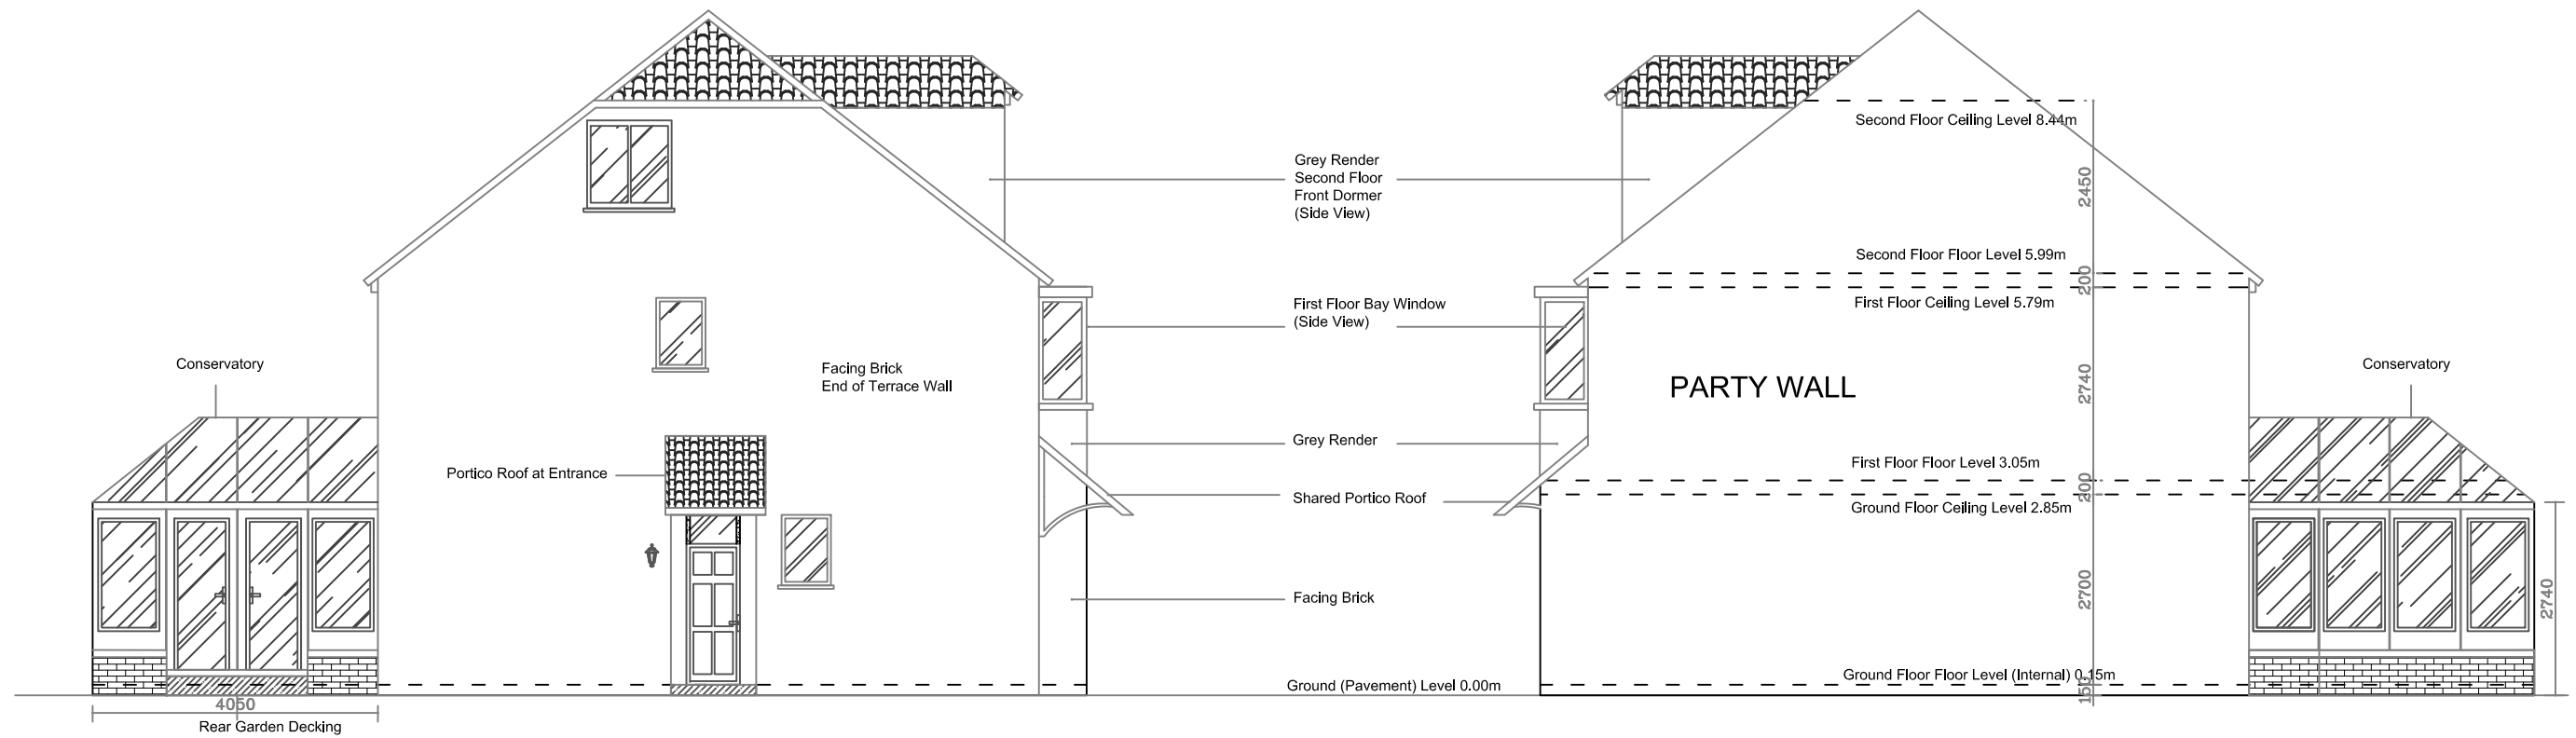 Second Floor Ceiling Level 8.44m
Grey Render
Second Floor
Front Dormer
(Side View)
2450
Second Floor Floor Level 5.99m
200
First Floor Ceiling Level 5.79m
First Floor Bay Window
(Side View)
Conservatory
Facing Brick
End of Terrace Wall
PARTY WALL
2740
Conservatory
Grey Render
Portico Roof at Entrance
First Floor Floor Level 3.05m
200
Shared Portico Roof
Ground Floor Ceiling Level 2.85m
Facing Brick
2700
2740
Ground Floor Floor Level (Internal) 0.15m
150
Ground (Pavement) Level 0.00m
4050
Rear Garden Decking